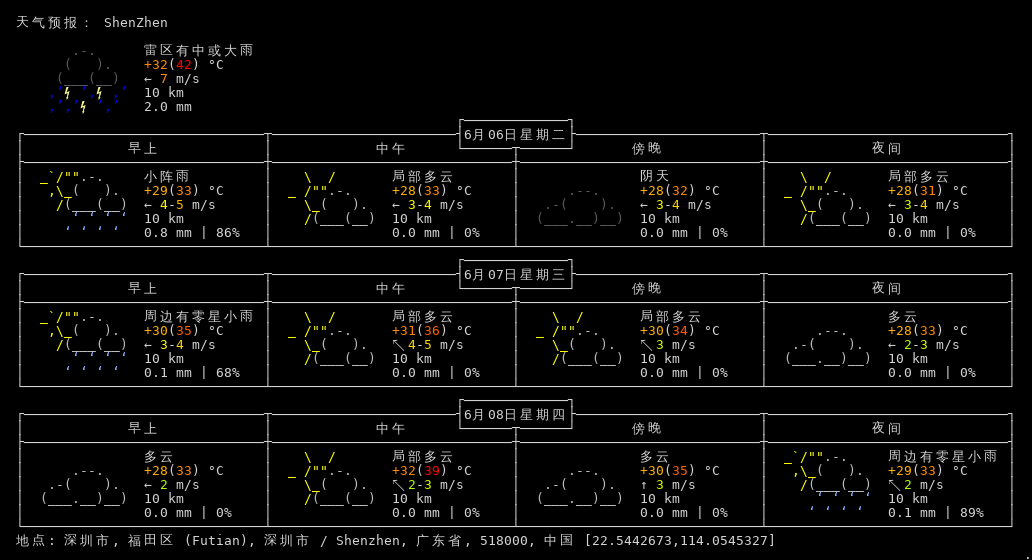 天气预报： ShenZhen
雷区有中或大雨
+32(42) °C
← 7 m/s
10 km
2.0 mm
6月06日星期二
早上 中午 傍晚 夜间
小阵雨 局部多云 阴天 局部多云
+29(33) °C +28(33) °C +28(32) °C +28(31) °C
← 4-5 m/s ← 3-4 m/s ← 3-4 m/s ← 3-4 m/s
10 km 10 km 10 km 10 km
0.8 mm | 86% 0.0 mm | 0% 0.0 mm | 0% 0.0 mm | 0%
6月07日星期三
早上 中午 傍晚 夜间
周边有零星小雨 局部多云 局部多云 多云
+30(35) °C +31(36) °C +30(34) °C +28(33) °C
← 3-4 m/s ↖ 4-5 m/s ↖ 3 m/s ← 2-3 m/s
10 km 10 km 10 km 10 km
0.1 mm | 68% 0.0 mm | 0% 0.0 mm | 0% 0.0 mm | 0%
6月08日星期四
早上 中午 傍晚 夜间
多云 局部多云 多云 周边有零星小雨
+28(33) °C +32(39) °C +30(35) °C +29(33) °C
← 2 m/s ↖ 2-3 m/s ↑ 3 m/s ↖ 2 m/s
10 km 10 km 10 km 10 km
0.0 mm | 0% 0.0 mm | 0% 0.0 mm | 0% 0.1 mm | 89%
地点: 深圳市, 福田区 (Futian), 深圳市 / Shenzhen, 广东省, 518000, 中国 [22.5442673,114.0545327]